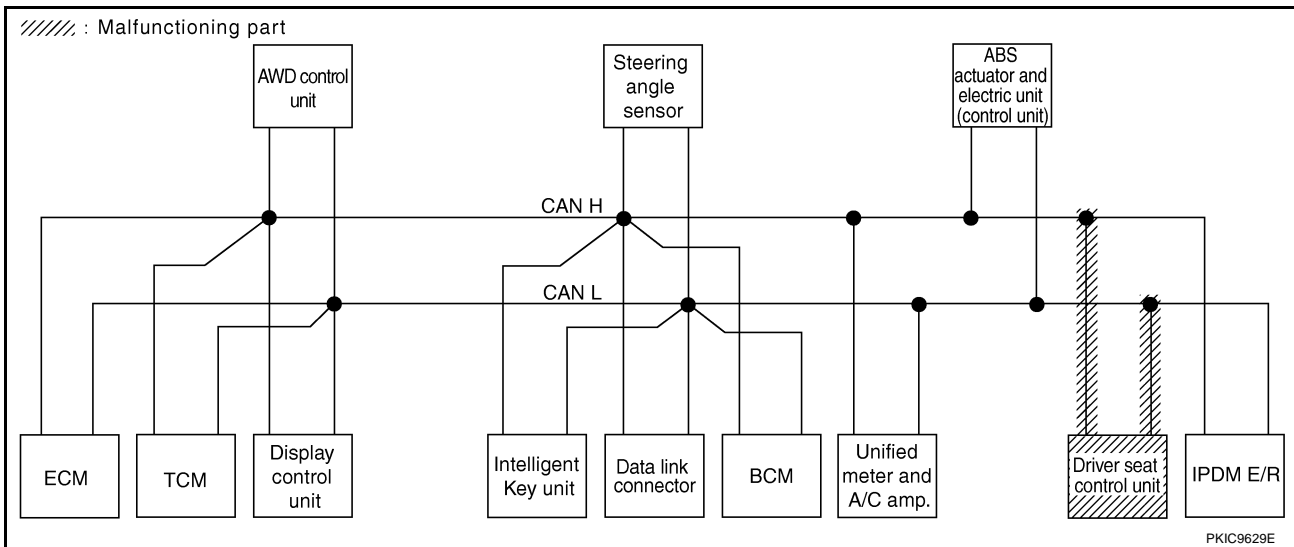 : Malfunctioning part
AWD control
unit
Steering
angle
sensor
ABS
actuator and
electric unit
(control unit)
CAN H
CAN L
ECM
TCM
Display
control
unit
Intelligent
Key unit
Data link
connector
BCM
Unified
meter and
A/C amp.
Driver seat
control unit
IPDM E/R
PKIC9629E